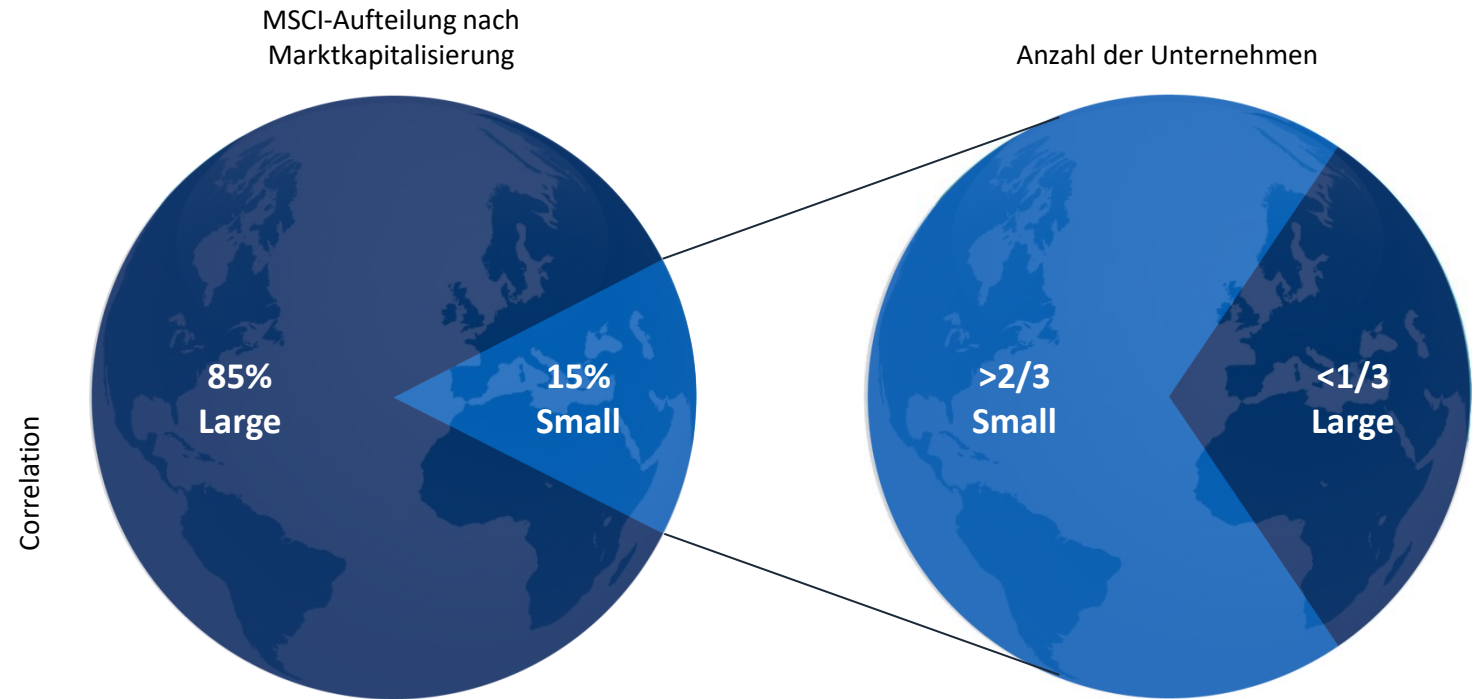 MSCI-Aufteilung nach
Marktkapitalisierung
Anzahl der Unternehmen
85%
Large
15%
Small
>2/3
Small
<1/3
Large
Correlation